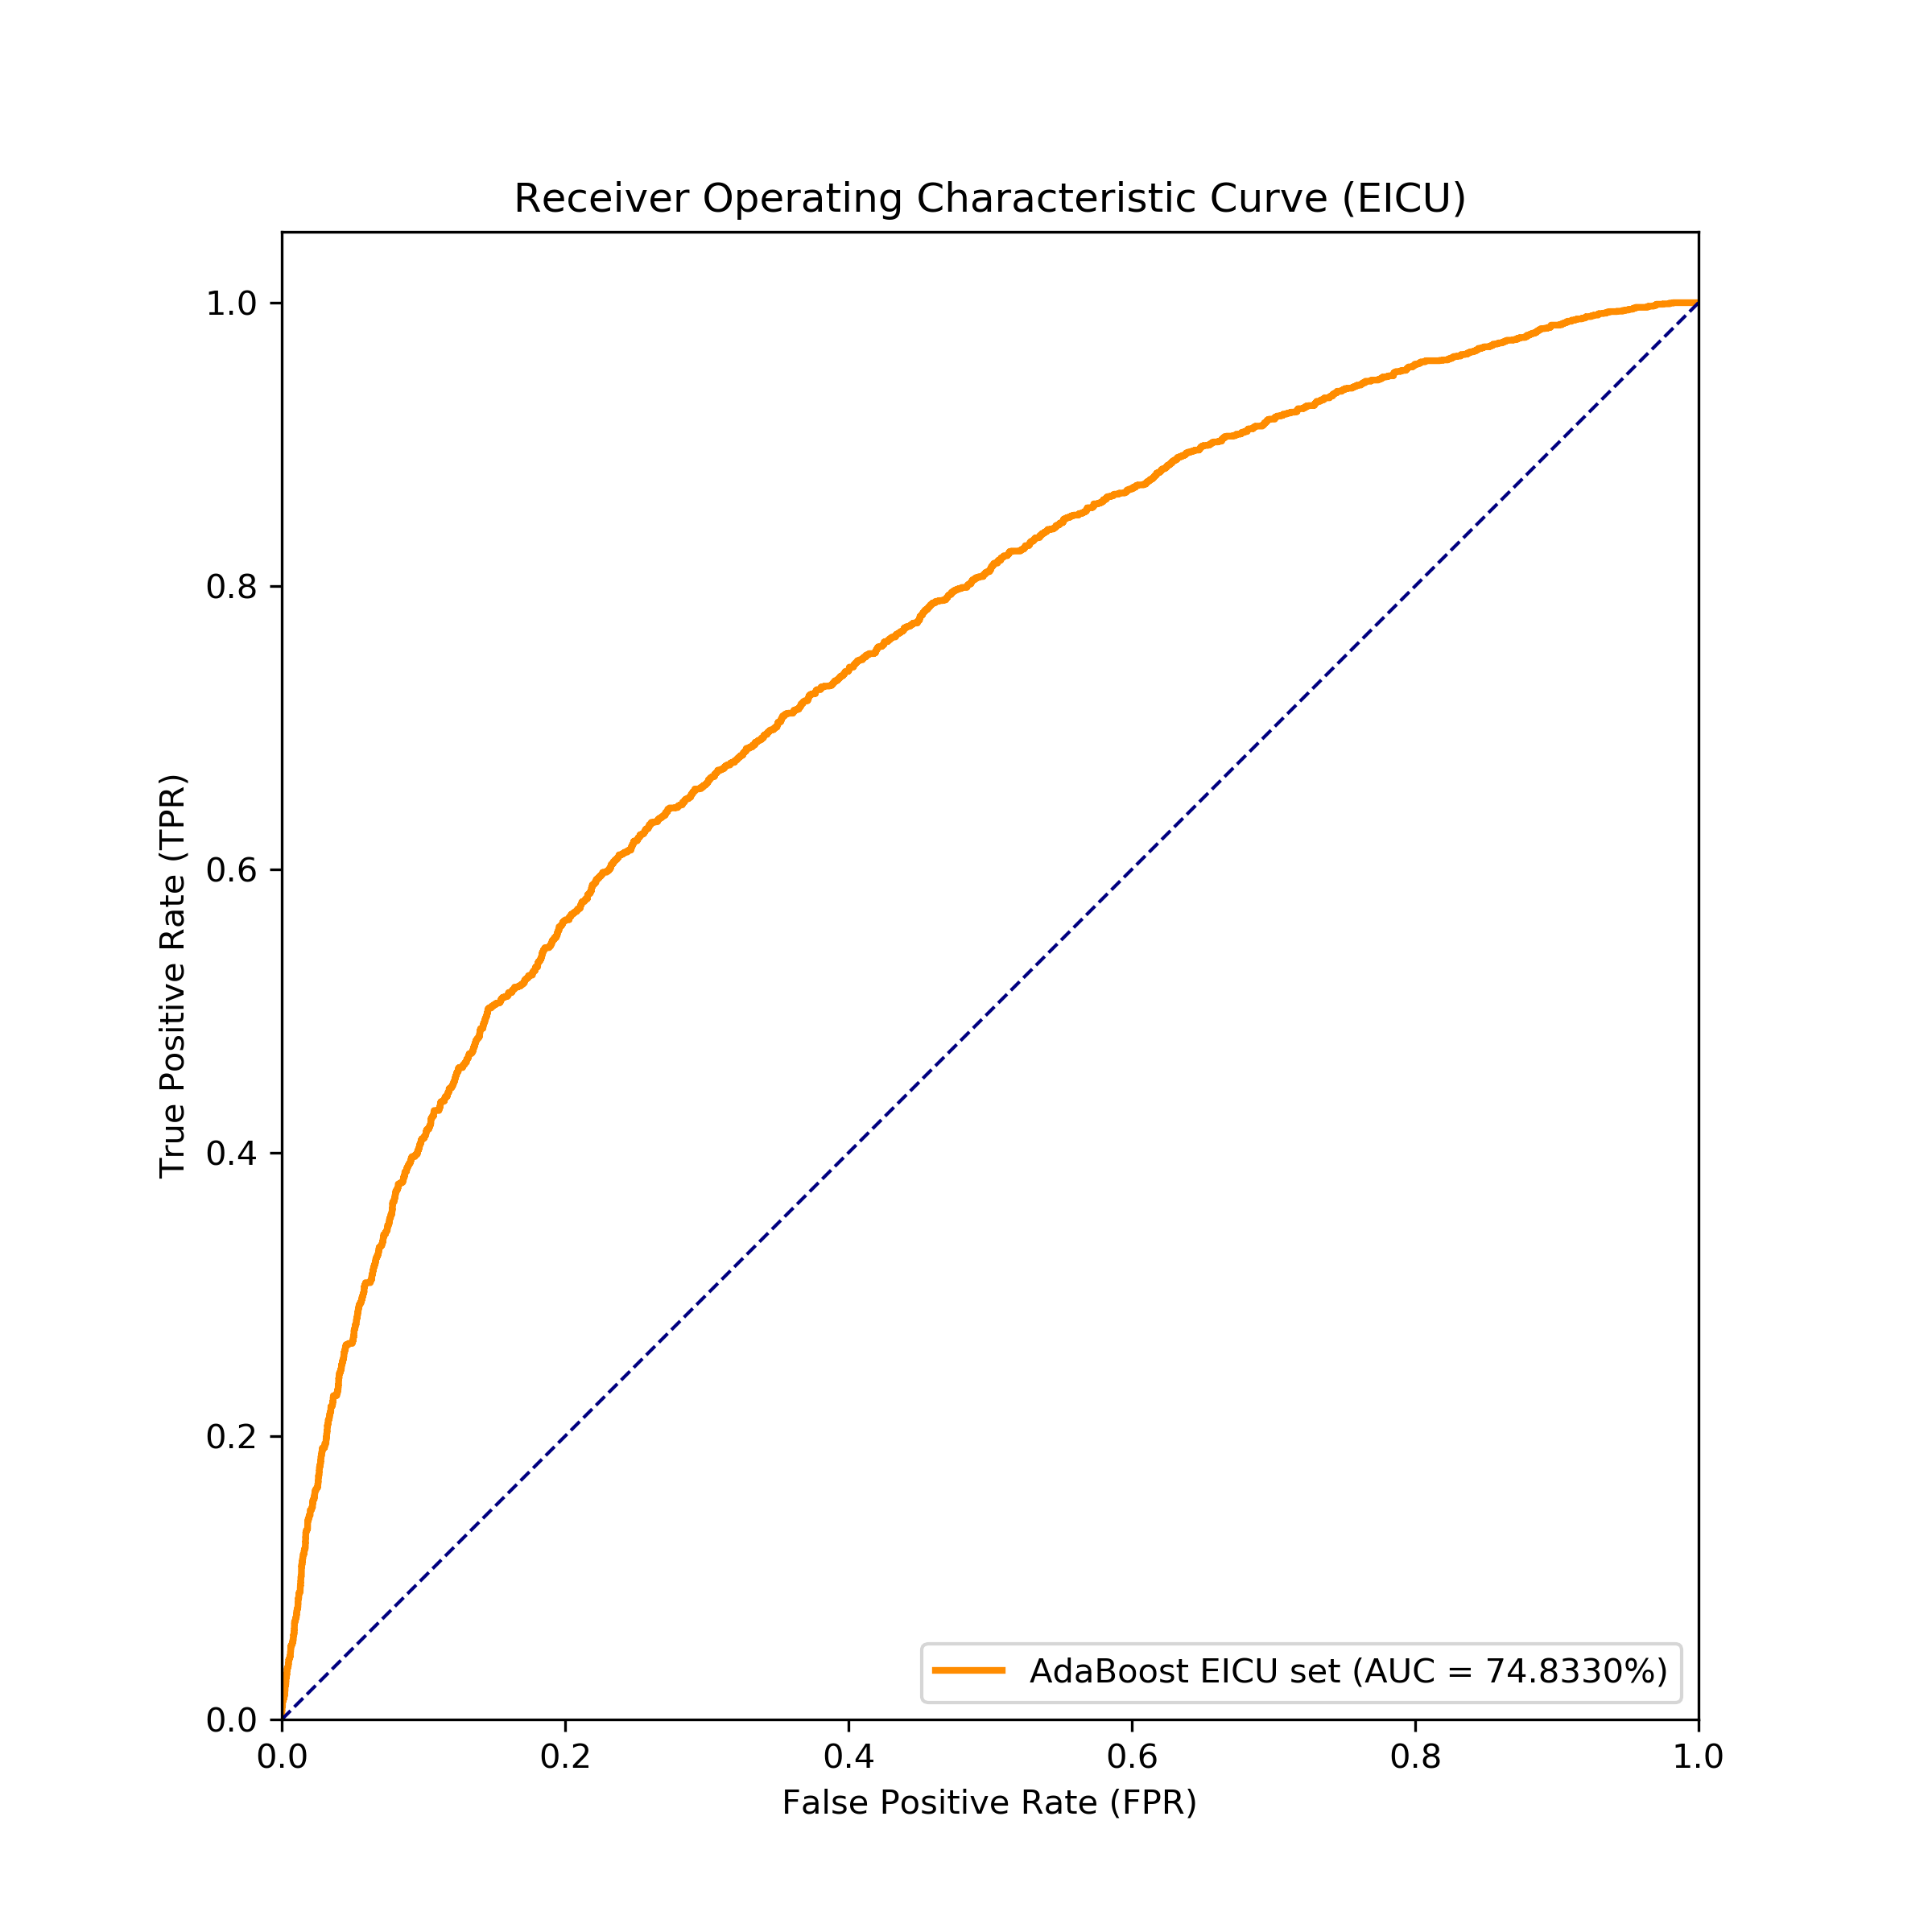 Receiver Operating Characteristic Curve (EICU)
1.0
0.8
0.6
0.4
0.2
0.0
True Positive Rate (TPR)
AdaBoost EICU set (AUC = 74.8330%)
0.0 0.2 0.4 0.6 0.8 1.0
False Positive Rate (FPR)